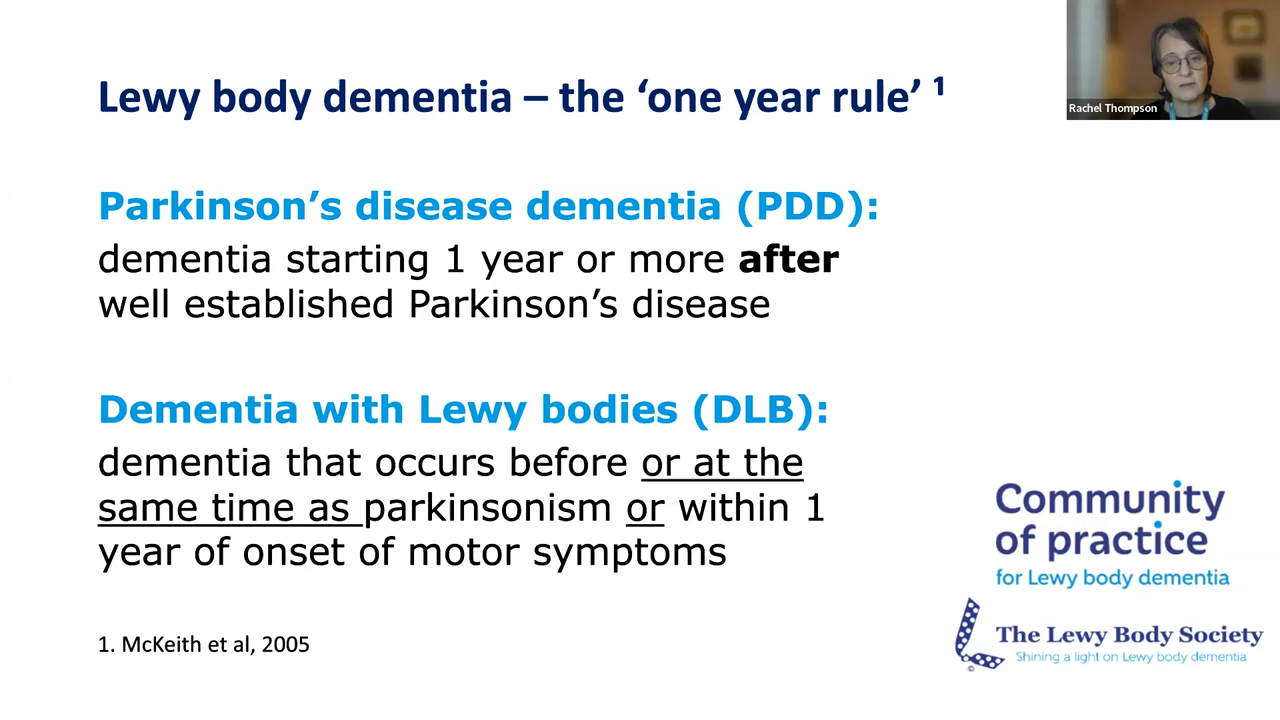 Lewy body dementia – the ‘one year rule’ ¹
Rachel Thompson
Parkinson’s disease dementia (PDD):
dementia starting 1 year or more after
well established Parkinson’s disease
Dementia with Lewy bodies (DLB):
dementia that occurs before or at the
same time as parkinsonism or within 1
year of onset of motor symptoms
Community
of practice
for Lewy body dementia
The Lewy Body Society
Shining a light on Lewy body dementia
©
1. McKeith et al, 2005